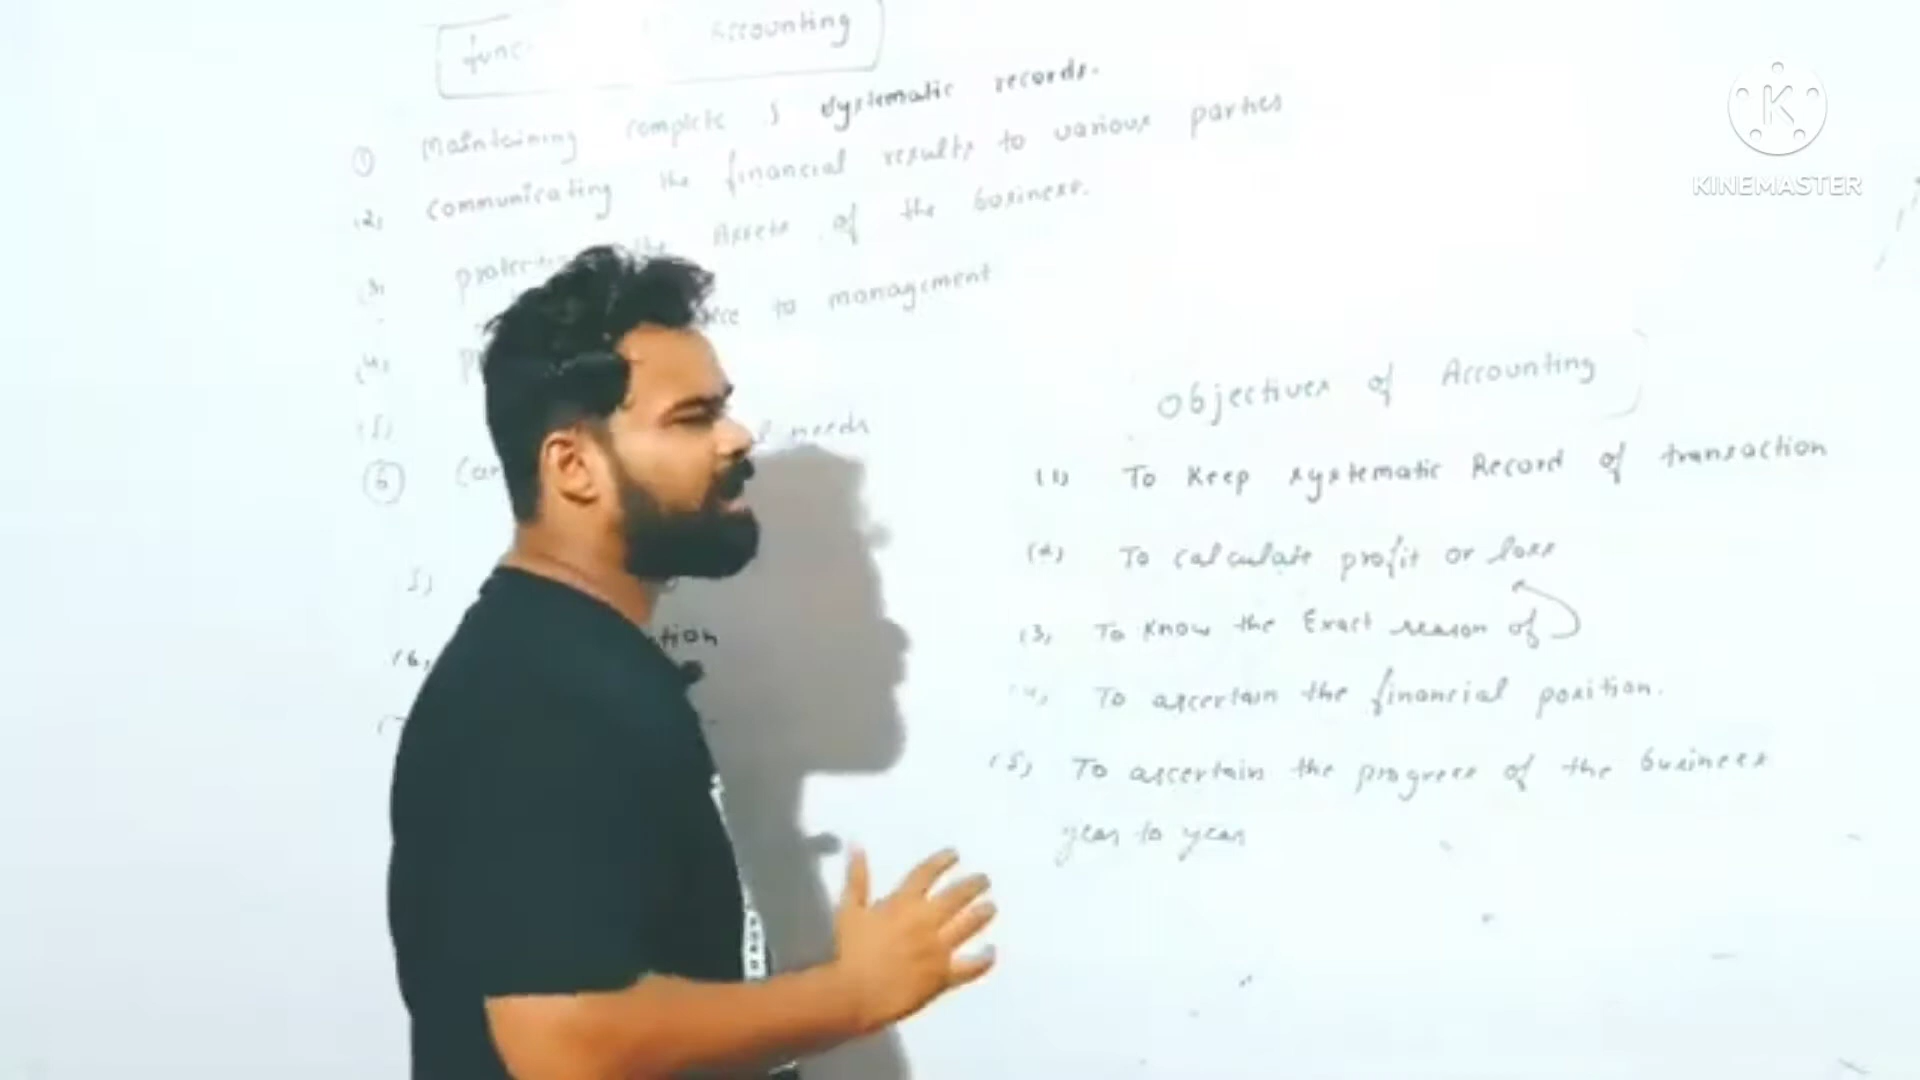 Accounting
(1) Maintaining complete & systematic records.
(2) Communicating the financial results to various parties
(3) the Assets of the business.
(4) to management
(5) needs
(6)
(5)
(6)
Objectives of Accounting
(1) To Keep systematic Record of transaction
(2) To calculate profit or loss
(3) To Know the Exact reason of
(4) To ascertain the financial position.
(5) To ascertain the progress of the business
year to year
KINEMASTER